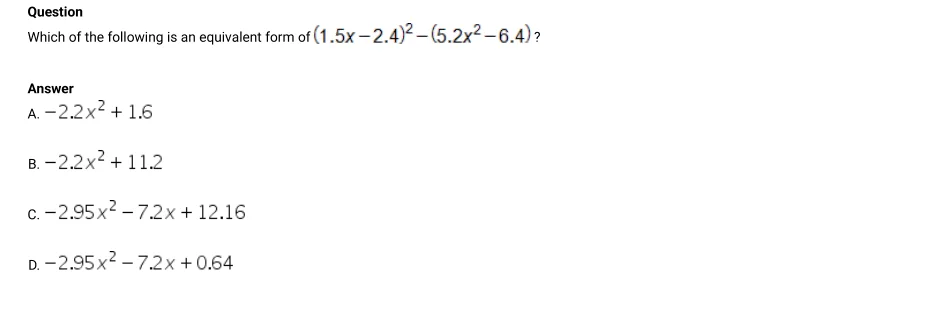 Question
Which of the following is an equivalent form of (1.5x – 2.4)² – (5.2x² – 6.4) ?
Answer
A. –2.2x² + 1.6
B. –2.2x² + 11.2
C. –2.95x² – 7.2x + 12.16
D. –2.95x² – 7.2x + 0.64